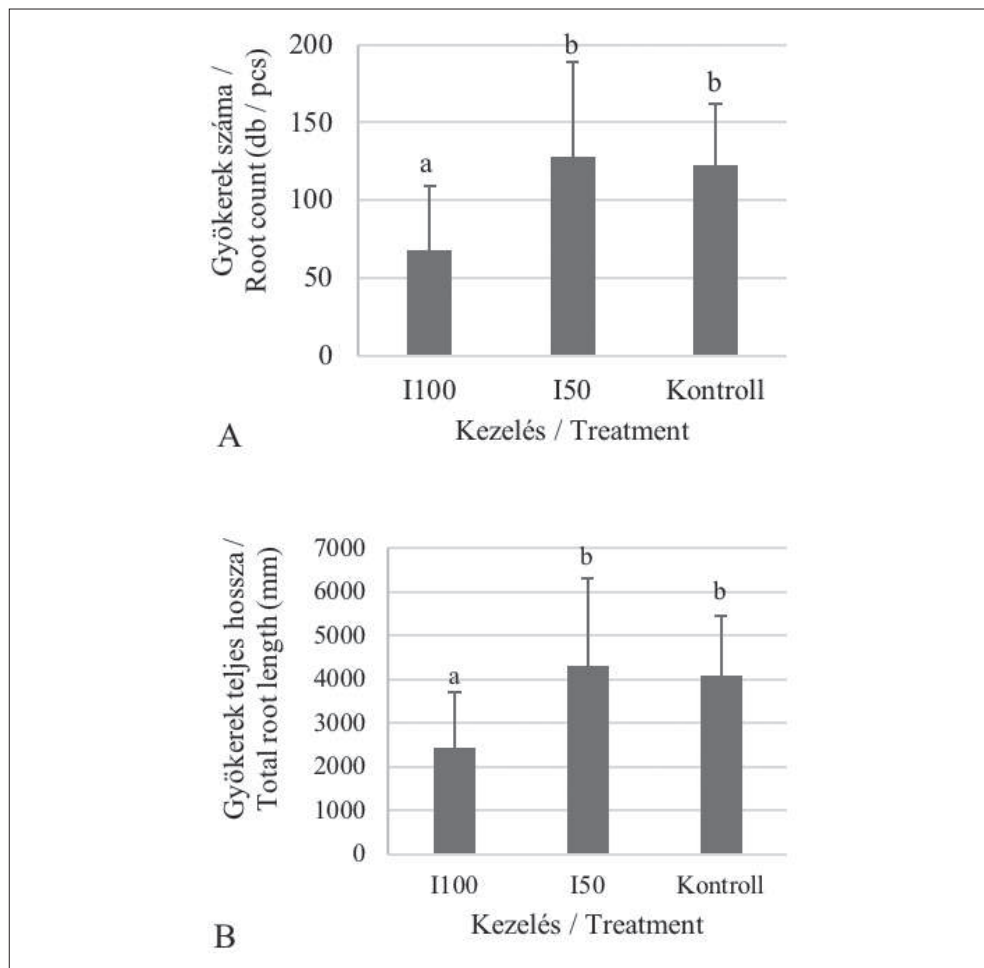 Gyökerek száma /
Root count (db / pcs)
200
150
100
50
0
a
b
b
I100 I50 Kontroll
Kezelés / Treatment
A
Gyökerek teljes hossza /
Total root length (mm)
7000
6000
5000
4000
3000
2000
1000
0
a
b
b
I100 I50 Kontroll
Kezelés / Treatment
B